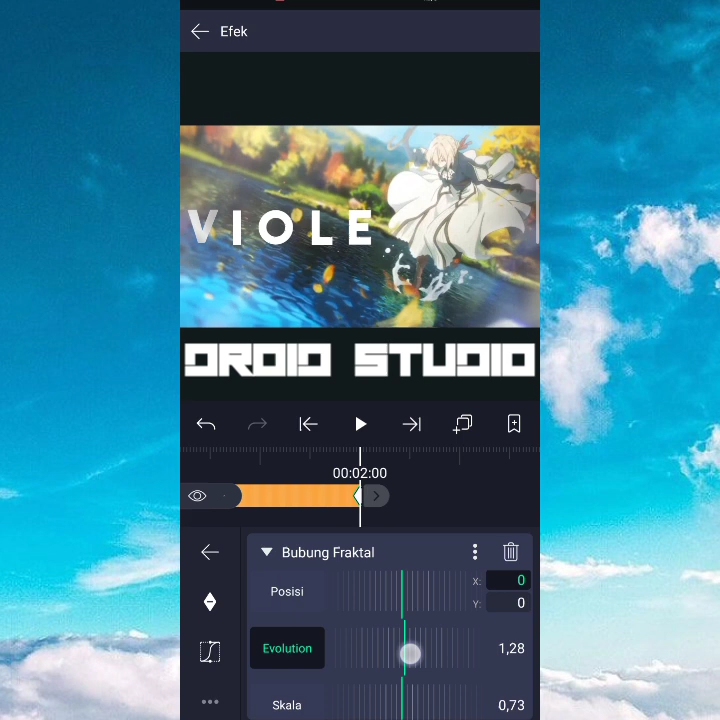 Efek
VIOLE
DROID STUDIO
00:02:00
Bubung Fraktal
Posisi
X: 0
Y: 0
Evolution
1,28
Skala
0,73